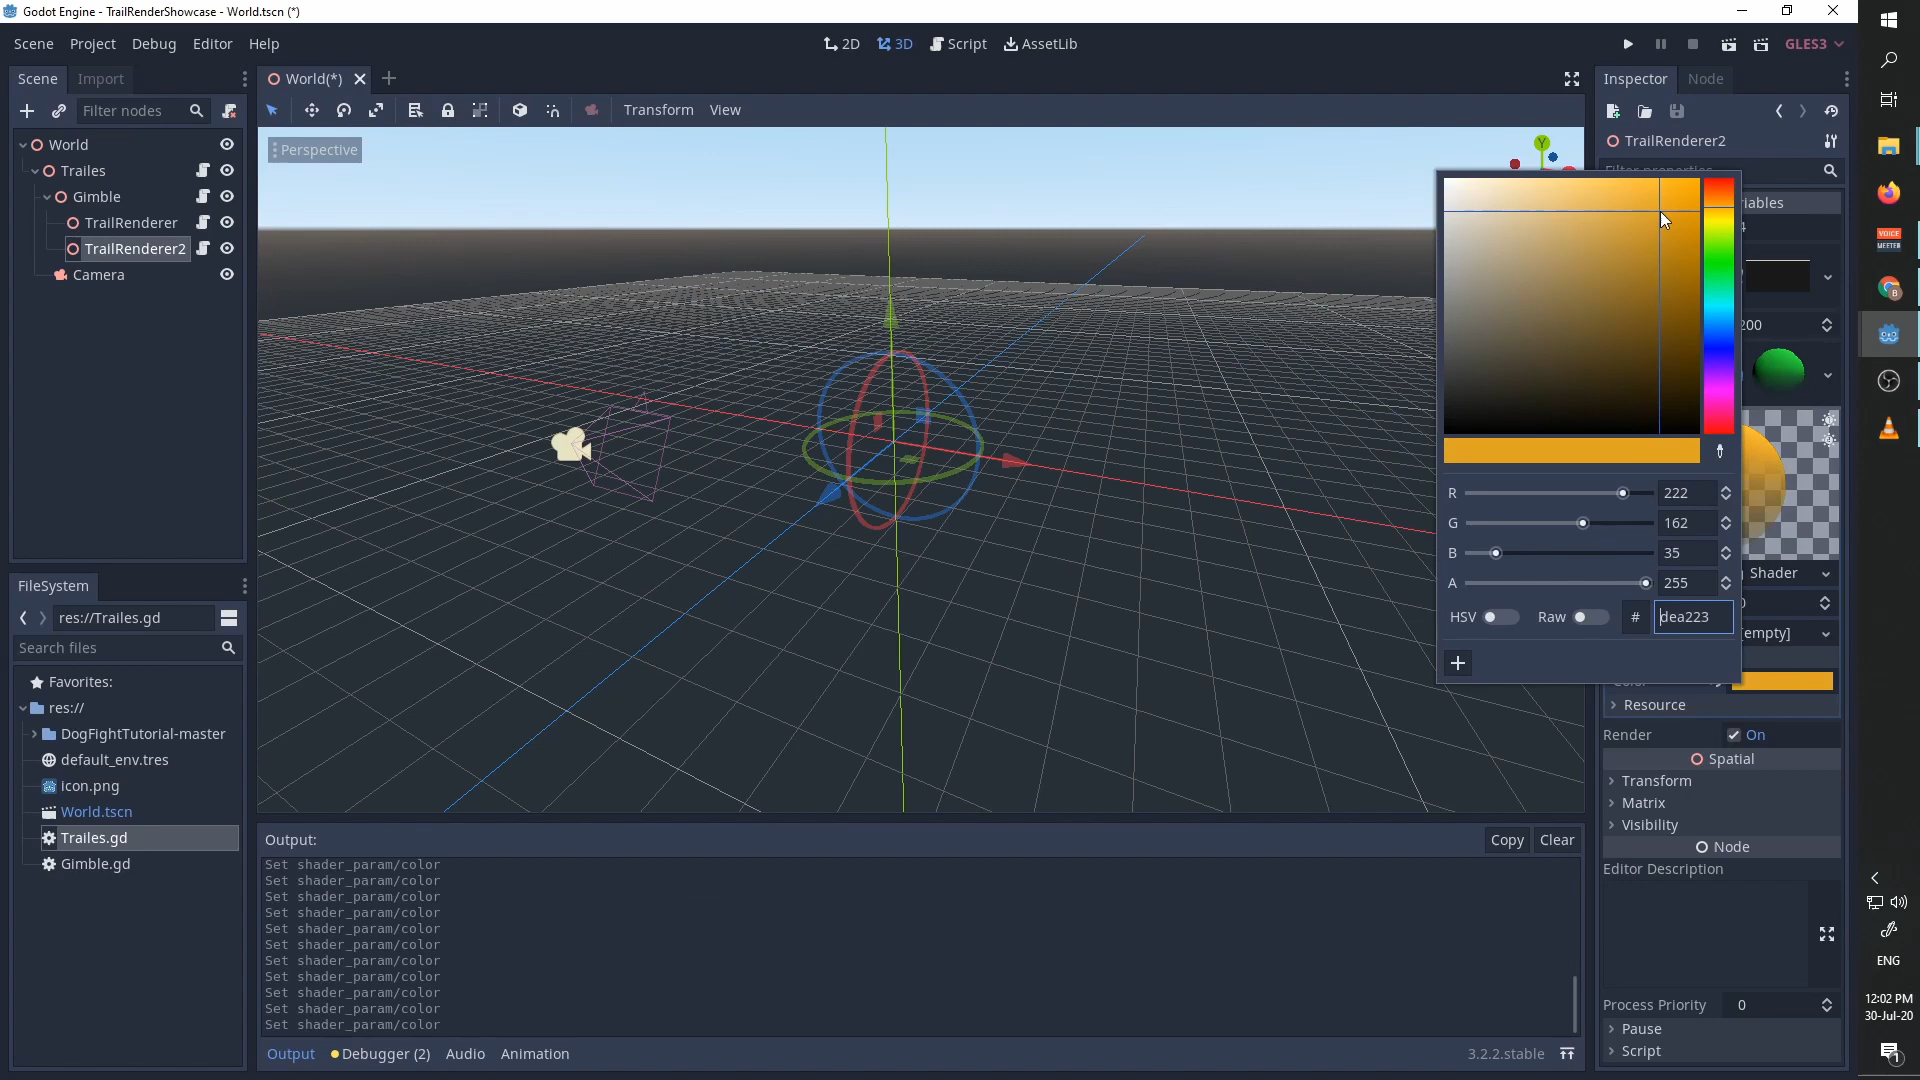 Godot Engine - TrailRenderShowcase - World.tscn (*)
Scene Project Debug Editor Help
2D 3D Script AssetLib
GLES3
Scene Import
Filter nodes
World
Trailes
Gimble
TrailRenderer
TrailRenderer2
Camera
FileSystem
res://Trailes.gd
Search files
Favorites:
res://
DogFightTutorial-master
default_env.tres
icon.png
World.tscn
Trailes.gd
Gimble.gd
World(*)
Transform View
Perspective
Y
Output:
Copy Clear
Set shader_param/color
Set shader_param/color
Set shader_param/color
Set shader_param/color
Set shader_param/color
Set shader_param/color
Set shader_param/color
Set shader_param/color
Set shader_param/color
Set shader_param/color
Set shader_param/color
Output Debugger (2) Audio Animation
3.2.2.stable
R 222
G 162
B 35
A 255
HSV Raw # dea223
Inspector Node
TrailRenderer2
Filter properties
200
Shader
[empty]
Color
Resource
Render On
Spatial
Transform
Matrix
Visibility
Node
Editor Description
Process Priority 0
Pause
Script
VOICE
MEETER
B
ENG
12:02 PM
30-Jul-20
1